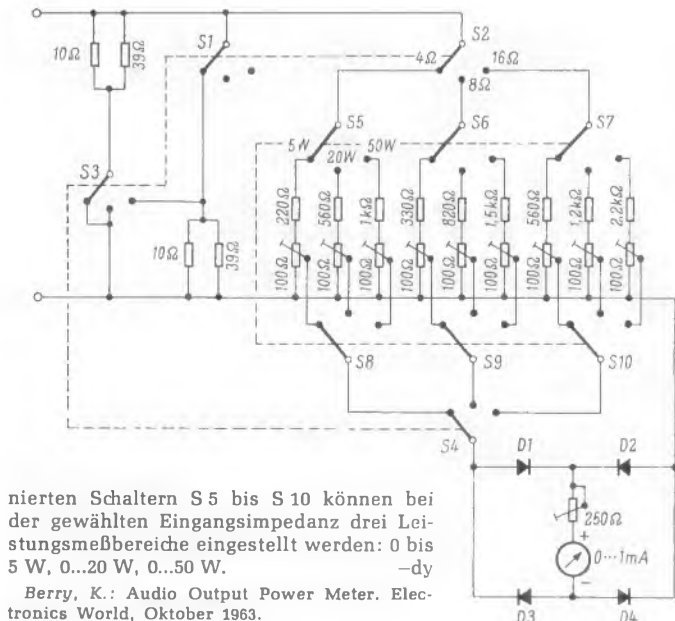 S1
S2
10Ω
39Ω
4Ω
16Ω
8Ω
S5
S6
S7
5W
50W
20W
S3
220Ω
560Ω
1kΩ
330Ω
820Ω
1,5kΩ
560Ω
1,2kΩ
2,2kΩ
10Ω
39Ω
100Ω
100Ω
100Ω
100Ω
100Ω
100Ω
100Ω
100Ω
100Ω
S8
S9
S10
S4
D1
D2
250Ω
+
0...1mA
−
D3
D4
nierten Schaltern S 5 bis S 10 können bei
der gewählten Eingangsimpedanz drei Lei-
stungsmeßbereiche eingestellt werden: 0 bis
5 W, 0...20 W, 0...50 W. –dy
Berry, K.: Audio Output Power Meter. Elec-
tronics World, Oktober 1963.